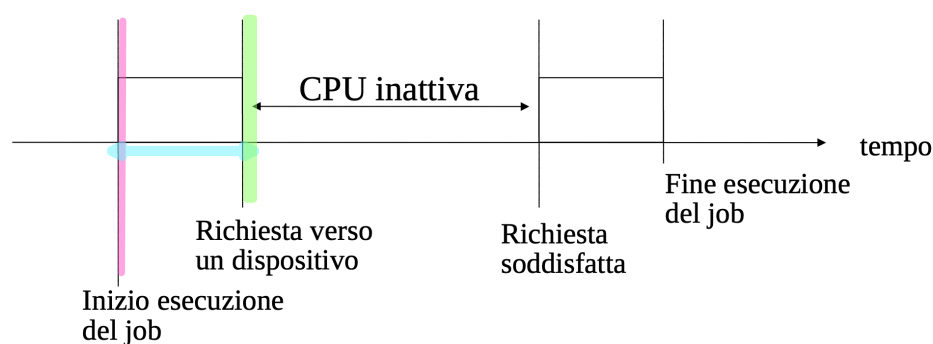 CPU inattiva
tempo
Fine esecuzione
del job
Richiesta verso
un dispositivo
Richiesta
soddisfatta
Inizio esecuzione
del job